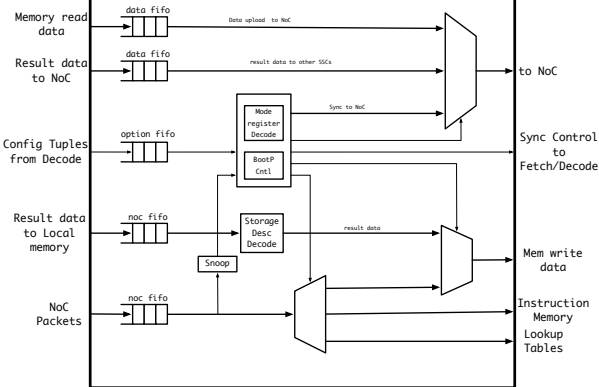 Memory read
data
data fifo
Data upload to NoC
Result data
to NoC
data fifo
result data to other SSCs
to NoC
Mode
register
Decode
Sync to NoC
Config Tuples
from Decode
option fifo
BootP
Cntl
Sync Control
to
Fetch/Decode
Result data
to Local
memory
noc fifo
Storage
Desc
Decode
result data
Mem write
data
Snoop
NoC
Packets
noc fifo
Instruction
Memory
Lookup
Tables